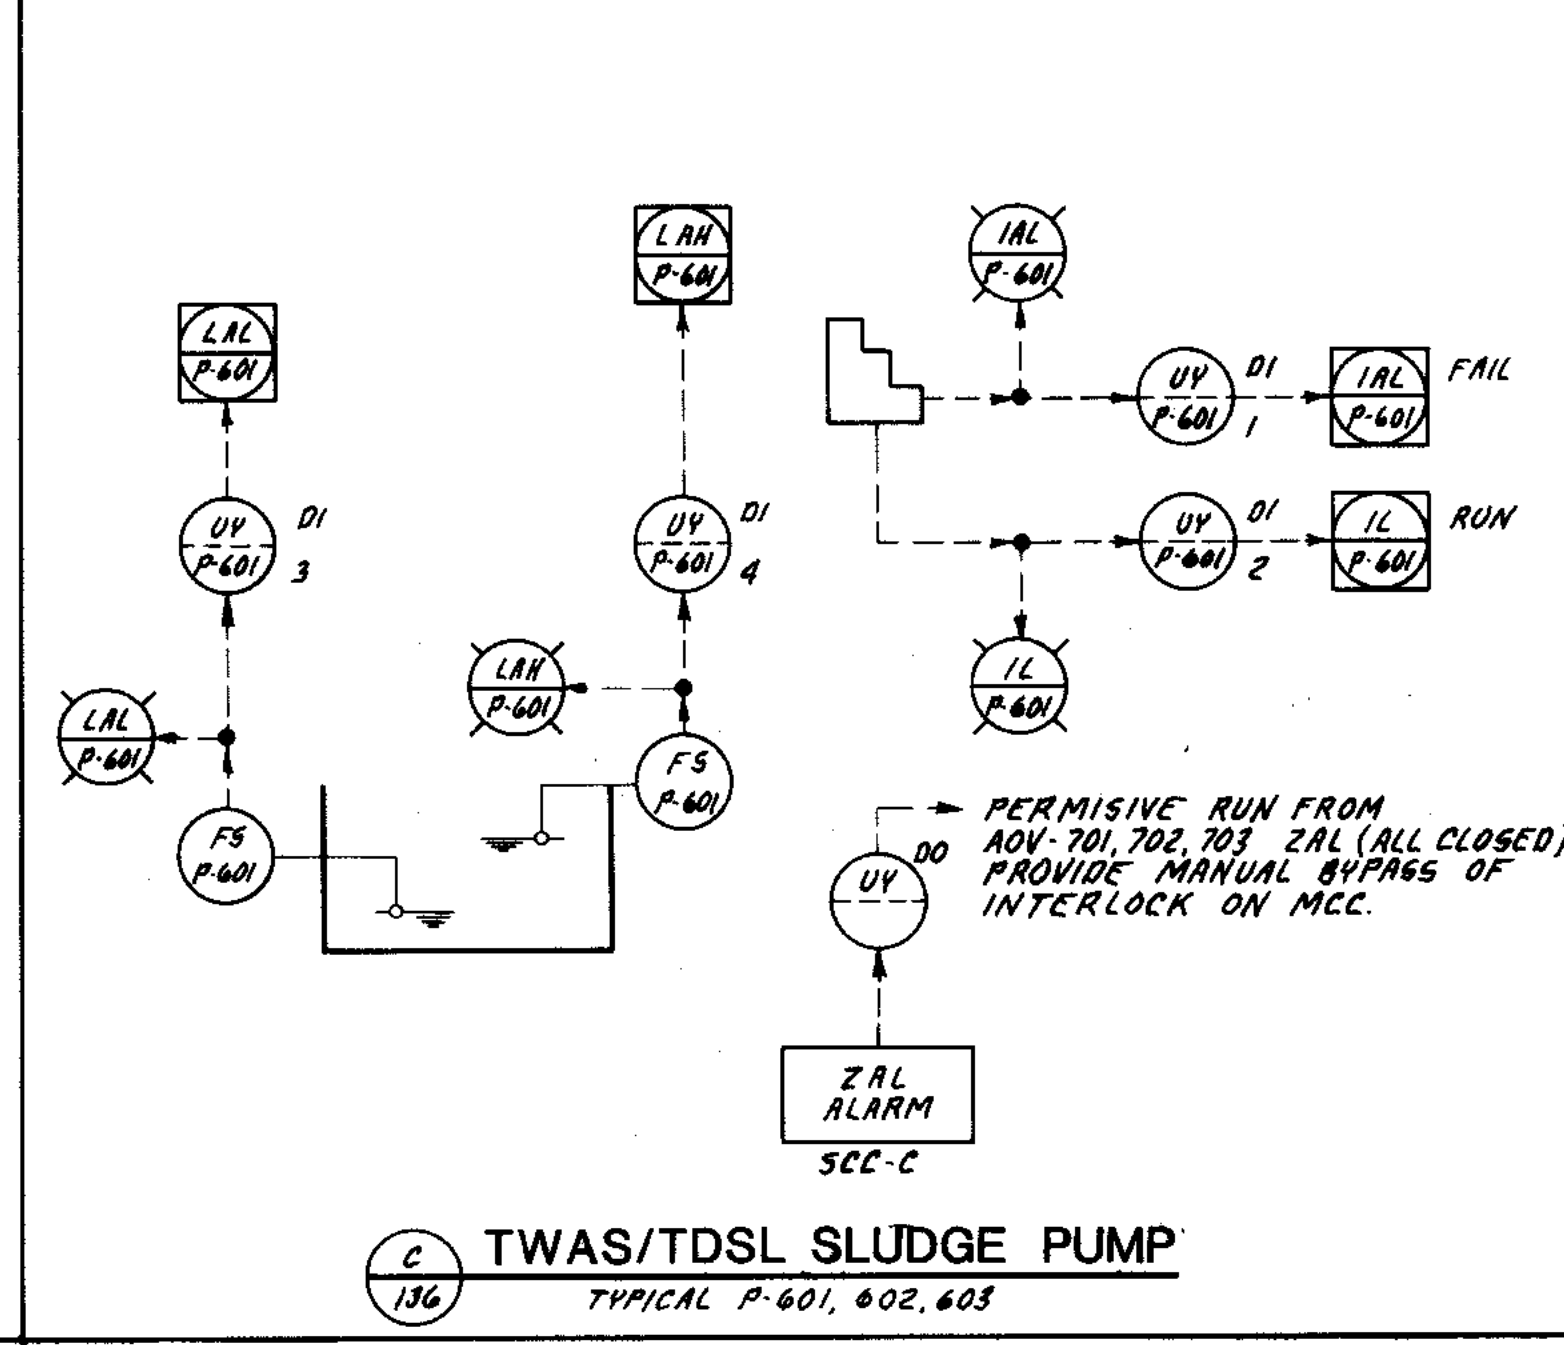 LAH
P-601
IAL
P-601
LAL
P-601
UY
P-601
DI
1
IAL
P-601
FAIL
UY
P-601
DI
3
UY
P-601
DI
4
UY
P-601
DI
2
IL
P-601
RUN
LAH
P-601
IL
P-601
LAL
P-601
FS
P-601
FS
P-601
PERMISIVE RUN FROM
AOV-701, 702, 703 ZAL (ALL CLOSED)
PROVIDE MANUAL BYPASS OF
INTERLOCK ON MCC.
UY
DO
ZAL
ALARM
SCC-C
C
136
TWAS/TDSL SLUDGE PUMP
TYPICAL P-601, 602, 603